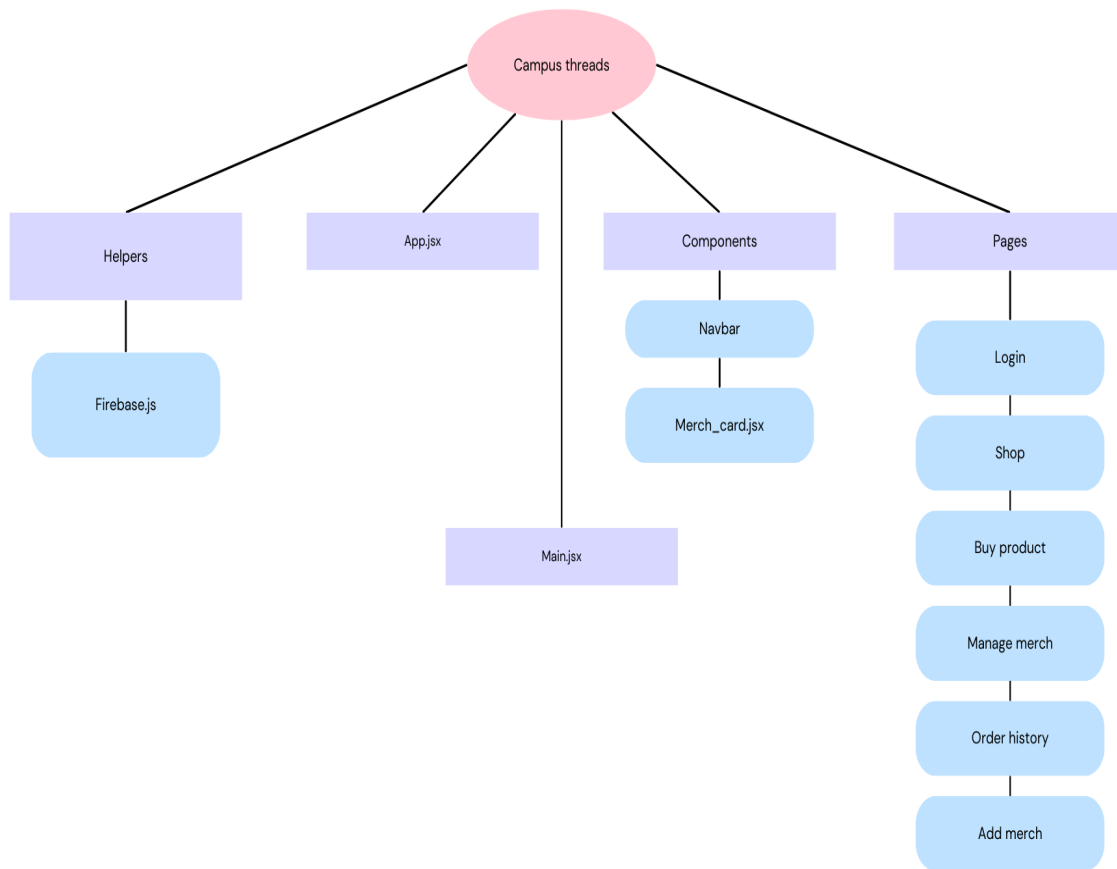 Campus threads
Helpers
App.jsx
Components
Pages
Firebase.js
Navbar
Merch_card.jsx
Main.jsx
Login
Shop
Buy product
Manage merch
Order history
Add merch